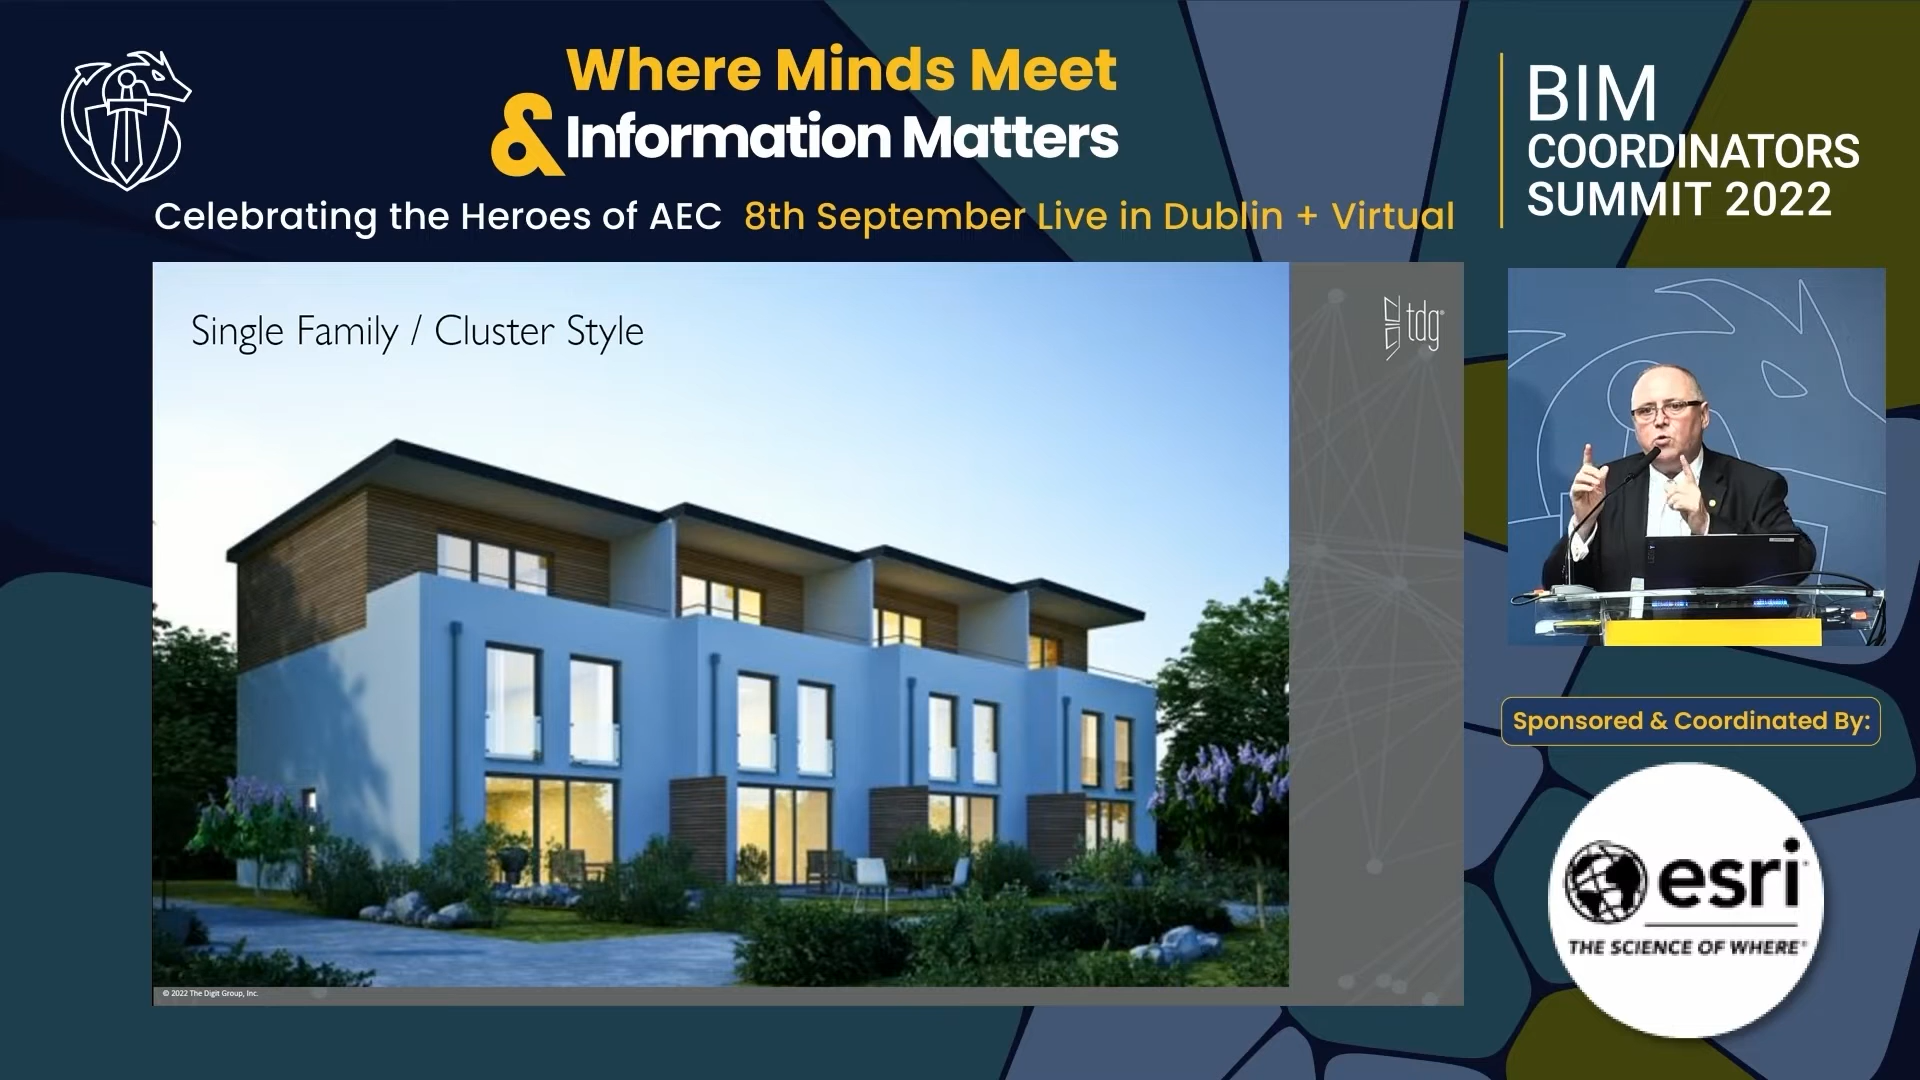 Where Minds Meet
& Information Matters
Celebrating the Heroes of AEC 8th September Live in Dublin + Virtual
BIM
COORDINATORS
SUMMIT 2022
Single Family / Cluster Style
tdg
Sponsored & Coordinated By:
esri
THE SCIENCE OF WHERE®
© 2022 The Digit Group, Inc.